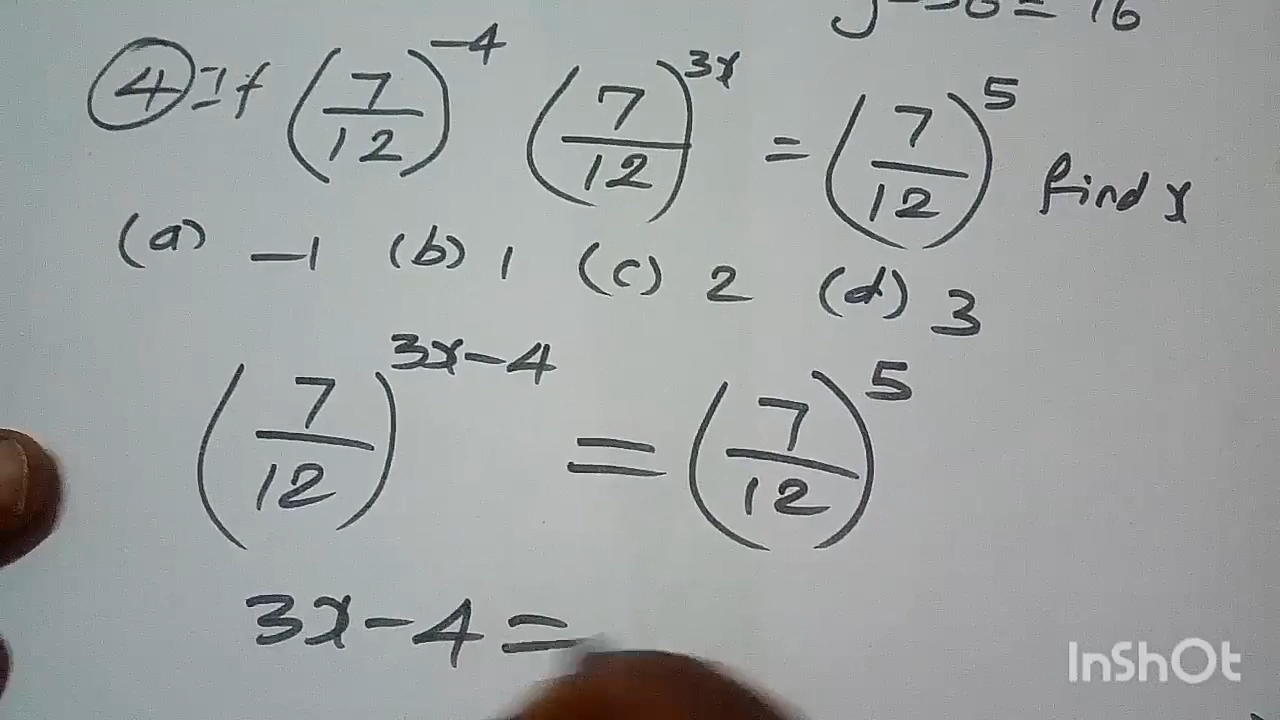 ④ If (7/12)^-4 (7/12)^3x = (7/12)^5 find x
(a) -1 (b) 1 (c) 2 (d) 3
(7/12)^3x-4 = (7/12)^5
3x-4=
InShOt